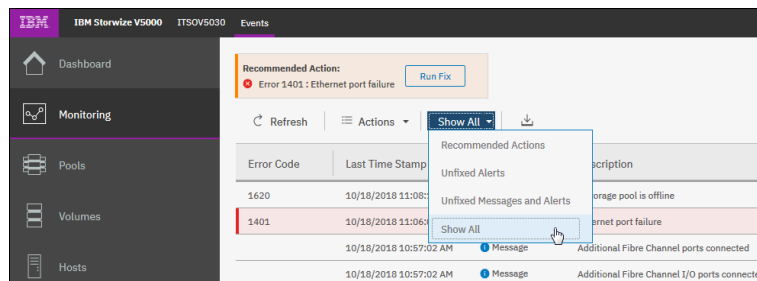 IBM
IBM Storwize V5000 ITSOV5030 Events
Recommended Action:
Error 1401 : Ethernet port failure
Run Fix
Dashboard
Monitoring
Pools
Volumes
Hosts
Refresh Actions Show All
Recommended Actions
Unfixed Alerts
Unfixed Messages and Alerts
Show All
Error Code Last Time Stamp
1620 10/18/2018 11:08: pool is offline
1401 10/18/2018 11:06: port failure
10/18/2018 10:57:02 AM Message Additional Fibre Channel ports connected
10/18/2018 10:57:02 AM Message Additional Fibre Channel I/O ports